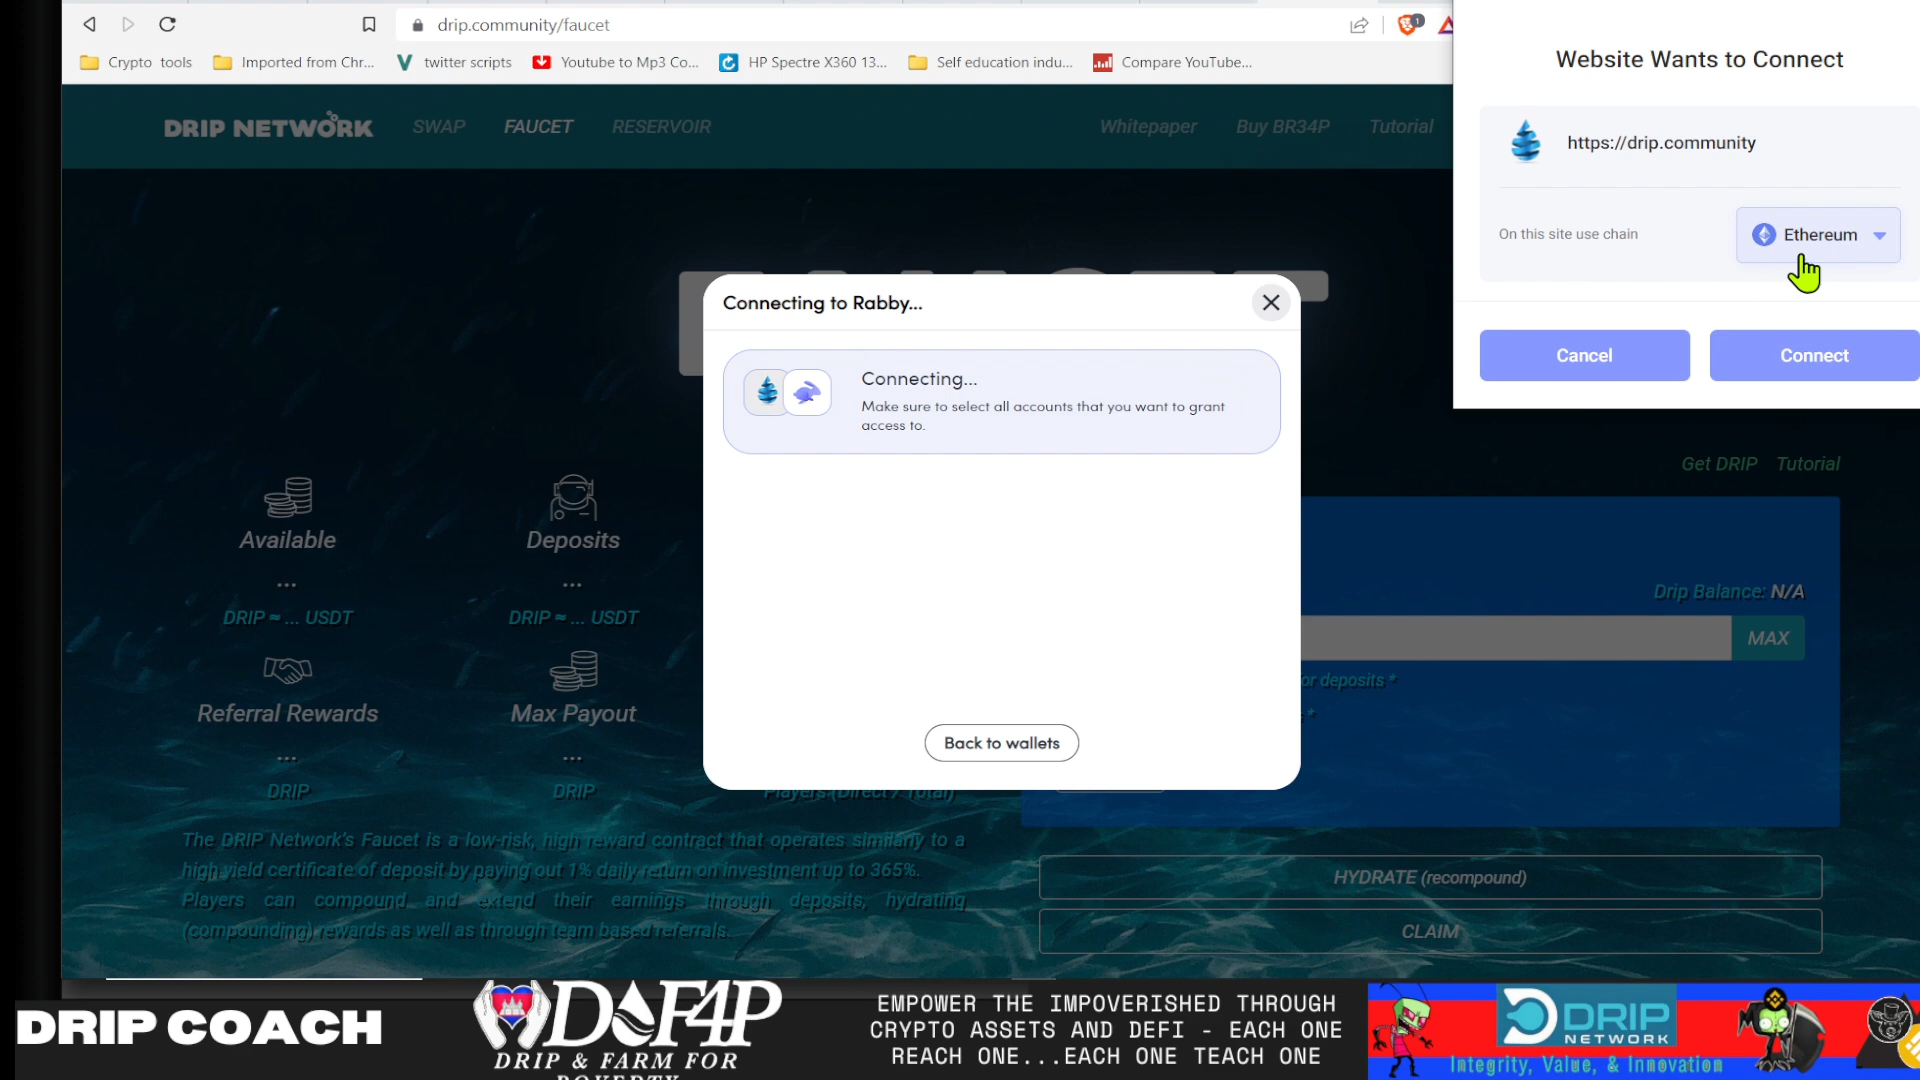 drip.community/faucet
1
Crypto tools
Imported from Chr...
twitter scripts
Youtube to Mp3 Co...
HP Spectre X360 13...
Self education indu...
Compare YouTube...
DRIP NETWORK
SWAP
FAUCET
RESERVOIR
Whitepaper
Buy BR34P
Tutorial
Website Wants to Connect
https://drip.community
On this site use chain
Ethereum
Cancel
Connect
Connecting to Rabby...
Connecting...
Make sure to select all accounts that you want to grant
access to.
Back to wallets
Get DRIP Tutorial
Available
...
DRIP ≈ ... USDT
Deposits
...
DRIP ≈ ... USDT
Referral Rewards
...
DRIP
Max Payout
...
DRIP
Players (Direct / Total)
Drip Balance: N/A
MAX
or deposits *
*
The DRIP Network's Faucet is a low-risk, high reward contract that operates similarly to a
high yield certificate of deposit by paying out 1% daily return on investment up to 365%.
Players can compound and extend their earnings through deposits, hydrating
(compounding) rewards as well as through team based referrals.
HYDRATE (recompound)
CLAIM
DRIP COACH
D&F4P
DRIP & FARM FOR
POVERTY
EMPOWER THE IMPOVERISHED THROUGH
CRYPTO ASSETS AND DEFI - EACH ONE
REACH ONE...EACH ONE TEACH ONE
DRIP
NETWORK
Integrity, Value, & Innovation